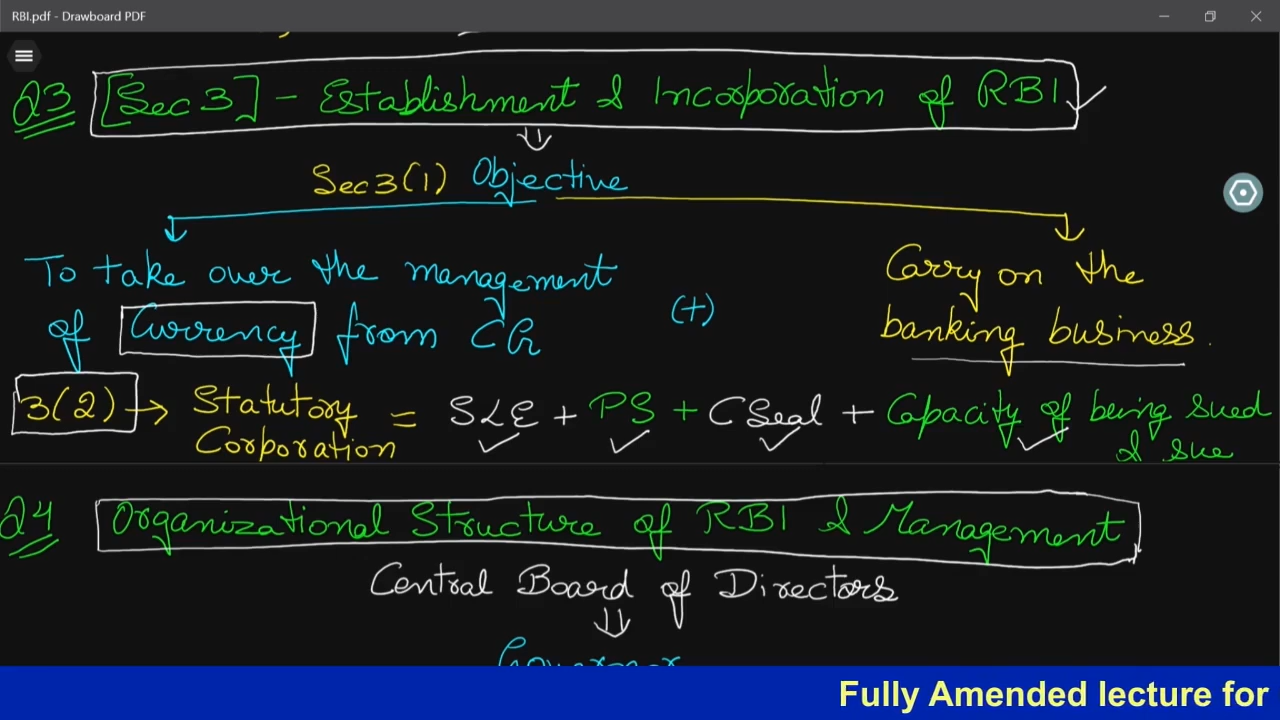 RBI.pdf - Drawboard PDF
Q3 [Sec 3] - Establishment & Incorporation of RBI
Sec 3(1) Objective
To take over the management of Currency from CG
(+)
Carry on the banking business.
3(2) → Statutory Corporation = SLE + PS + CSeal + Capacity of being sued & sue
Q4 Organizational Structure of RBI & Management
Central Board of Directors
Governor
Fully Amended lecture for